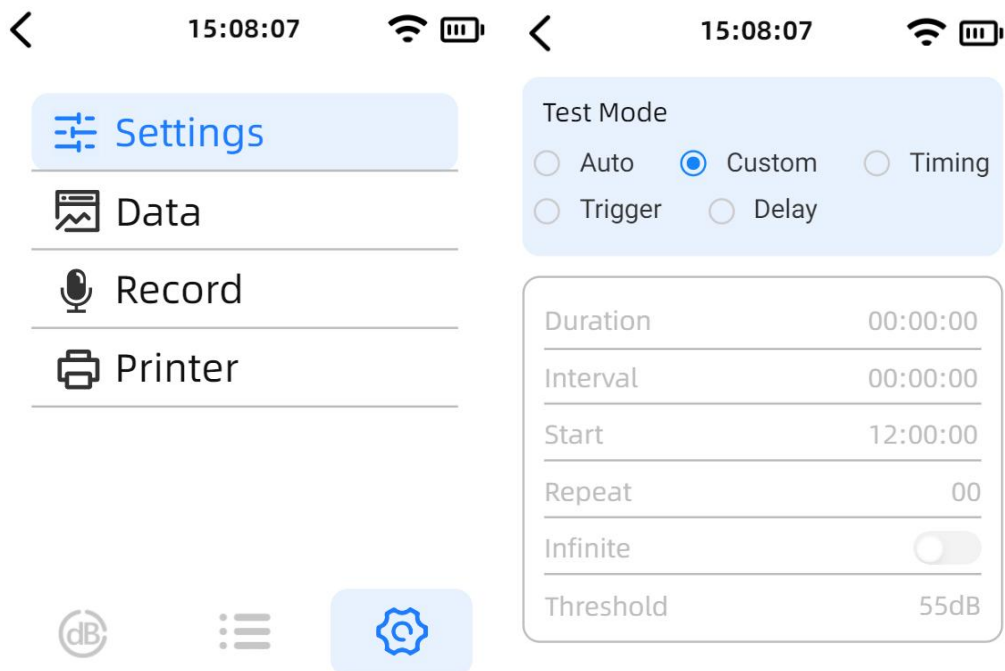 15:08:07
Settings
Data
Record
Printer
dB
15:08:07
Test Mode
Auto Custom Timing
Trigger Delay
Duration 00:00:00
Interval 00:00:00
Start 12:00:00
Repeat 00
Infinite
Threshold 55dB